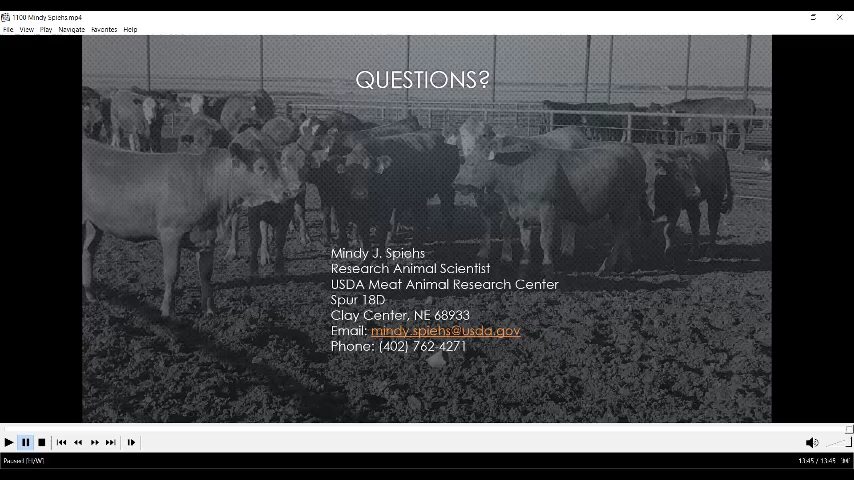 1100 Mindy Spiehs.mp4
File View Play Navigate Favorites Help
QUESTIONS?
Mindy J. Spiehs
Research Animal Scientist
USDA Meat Animal Research Center
Spur 18D
Clay Center, NE 68933
Email: mindy.spiehs@usda.gov
Phone: (402) 762-4271
Paused [H/W]
13:45 / 13:45